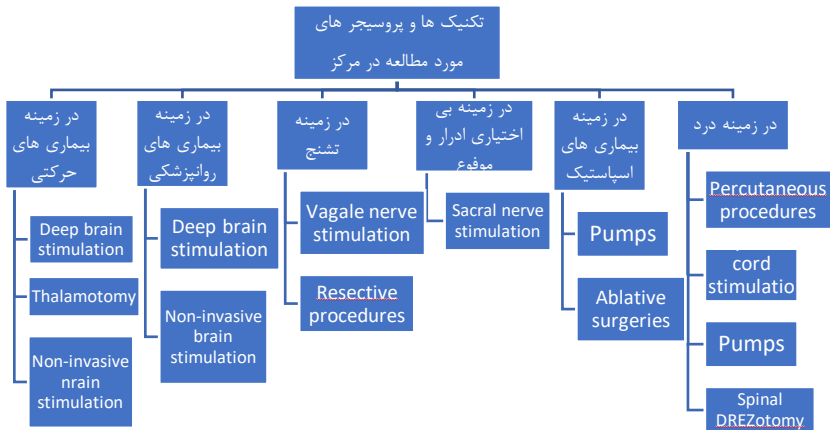 تکنیک ها و پروسیجر های
مورد مطالعه در مرکز
در زمینه درد
Percutaneous
procedures
cord
stimulatio
Pumps
Spinal
DREZotomy
در زمینه
بیماری های
اسپاستیک
Pumps
Ablative
surgeries
در زمینه بی
اختیاری ادرار و
موفوع
Sacral nerve
stimulation
در زمینه
تشنج
Vagale nerve
stimulation
Resective
procedures
در زمینه
بیماری های
روانپزشکی
Deep brain
stimulation
Non-invasive
brain
stimulation
در زمینه
بیماری های
حرکتی
Deep brain
stimulation
Thalamotomy
Non-invasive
nrain
stimulation